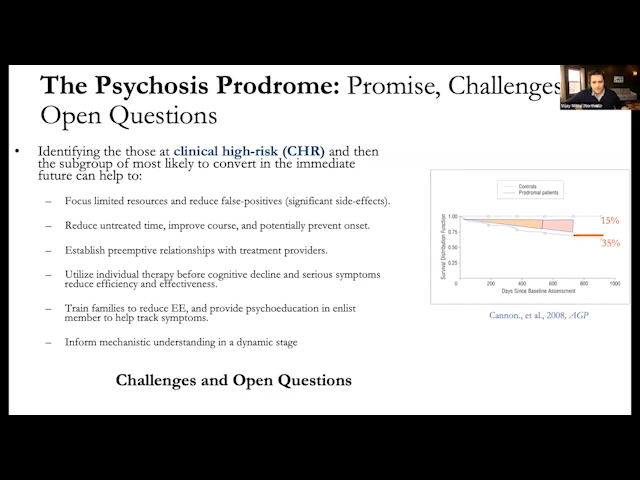 The Psychosis Prodrome: Promise, Challenges
Open Questions
• Identifying the those at clinical high-risk (CHR) and then
the subgroup of most likely to convert in the immediate
future can help to:
– Focus limited resources and reduce false-positives (significant side-effects).
– Reduce untreated time, improve course, and potentially prevent onset.
– Establish preemptive relationships with treatment providers.
– Utilize individual therapy before cognitive decline and serious symptoms
reduce efficiency and effectiveness.
– Train families to reduce EE, and provide psychoeducation in enlist
member to help track symptoms.
– Inform mechanistic understanding in a dynamic stage
Challenges and Open Questions
Controls
Prodromal patients
Survival Distribution Function
1.00
0.75
0.50
0.25
0 200 400 600 800 1000
Days Since Baseline Assessment
15%
35%
Cannon., et al., 2008, AGP
Vijay